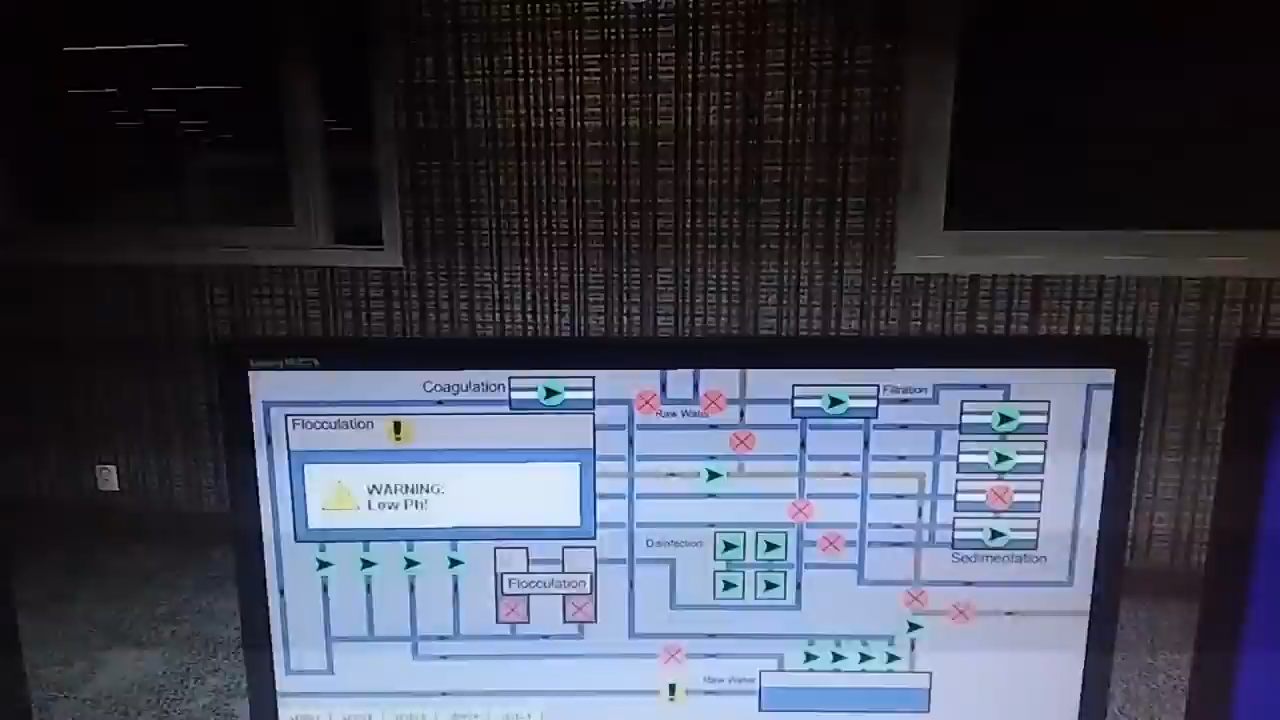 Coagulation
Raw Water
Filtration
Flocculation
!
WARNING:
Low Ph!
Disinfection
Sedimentation
Flocculation
Raw Water
!